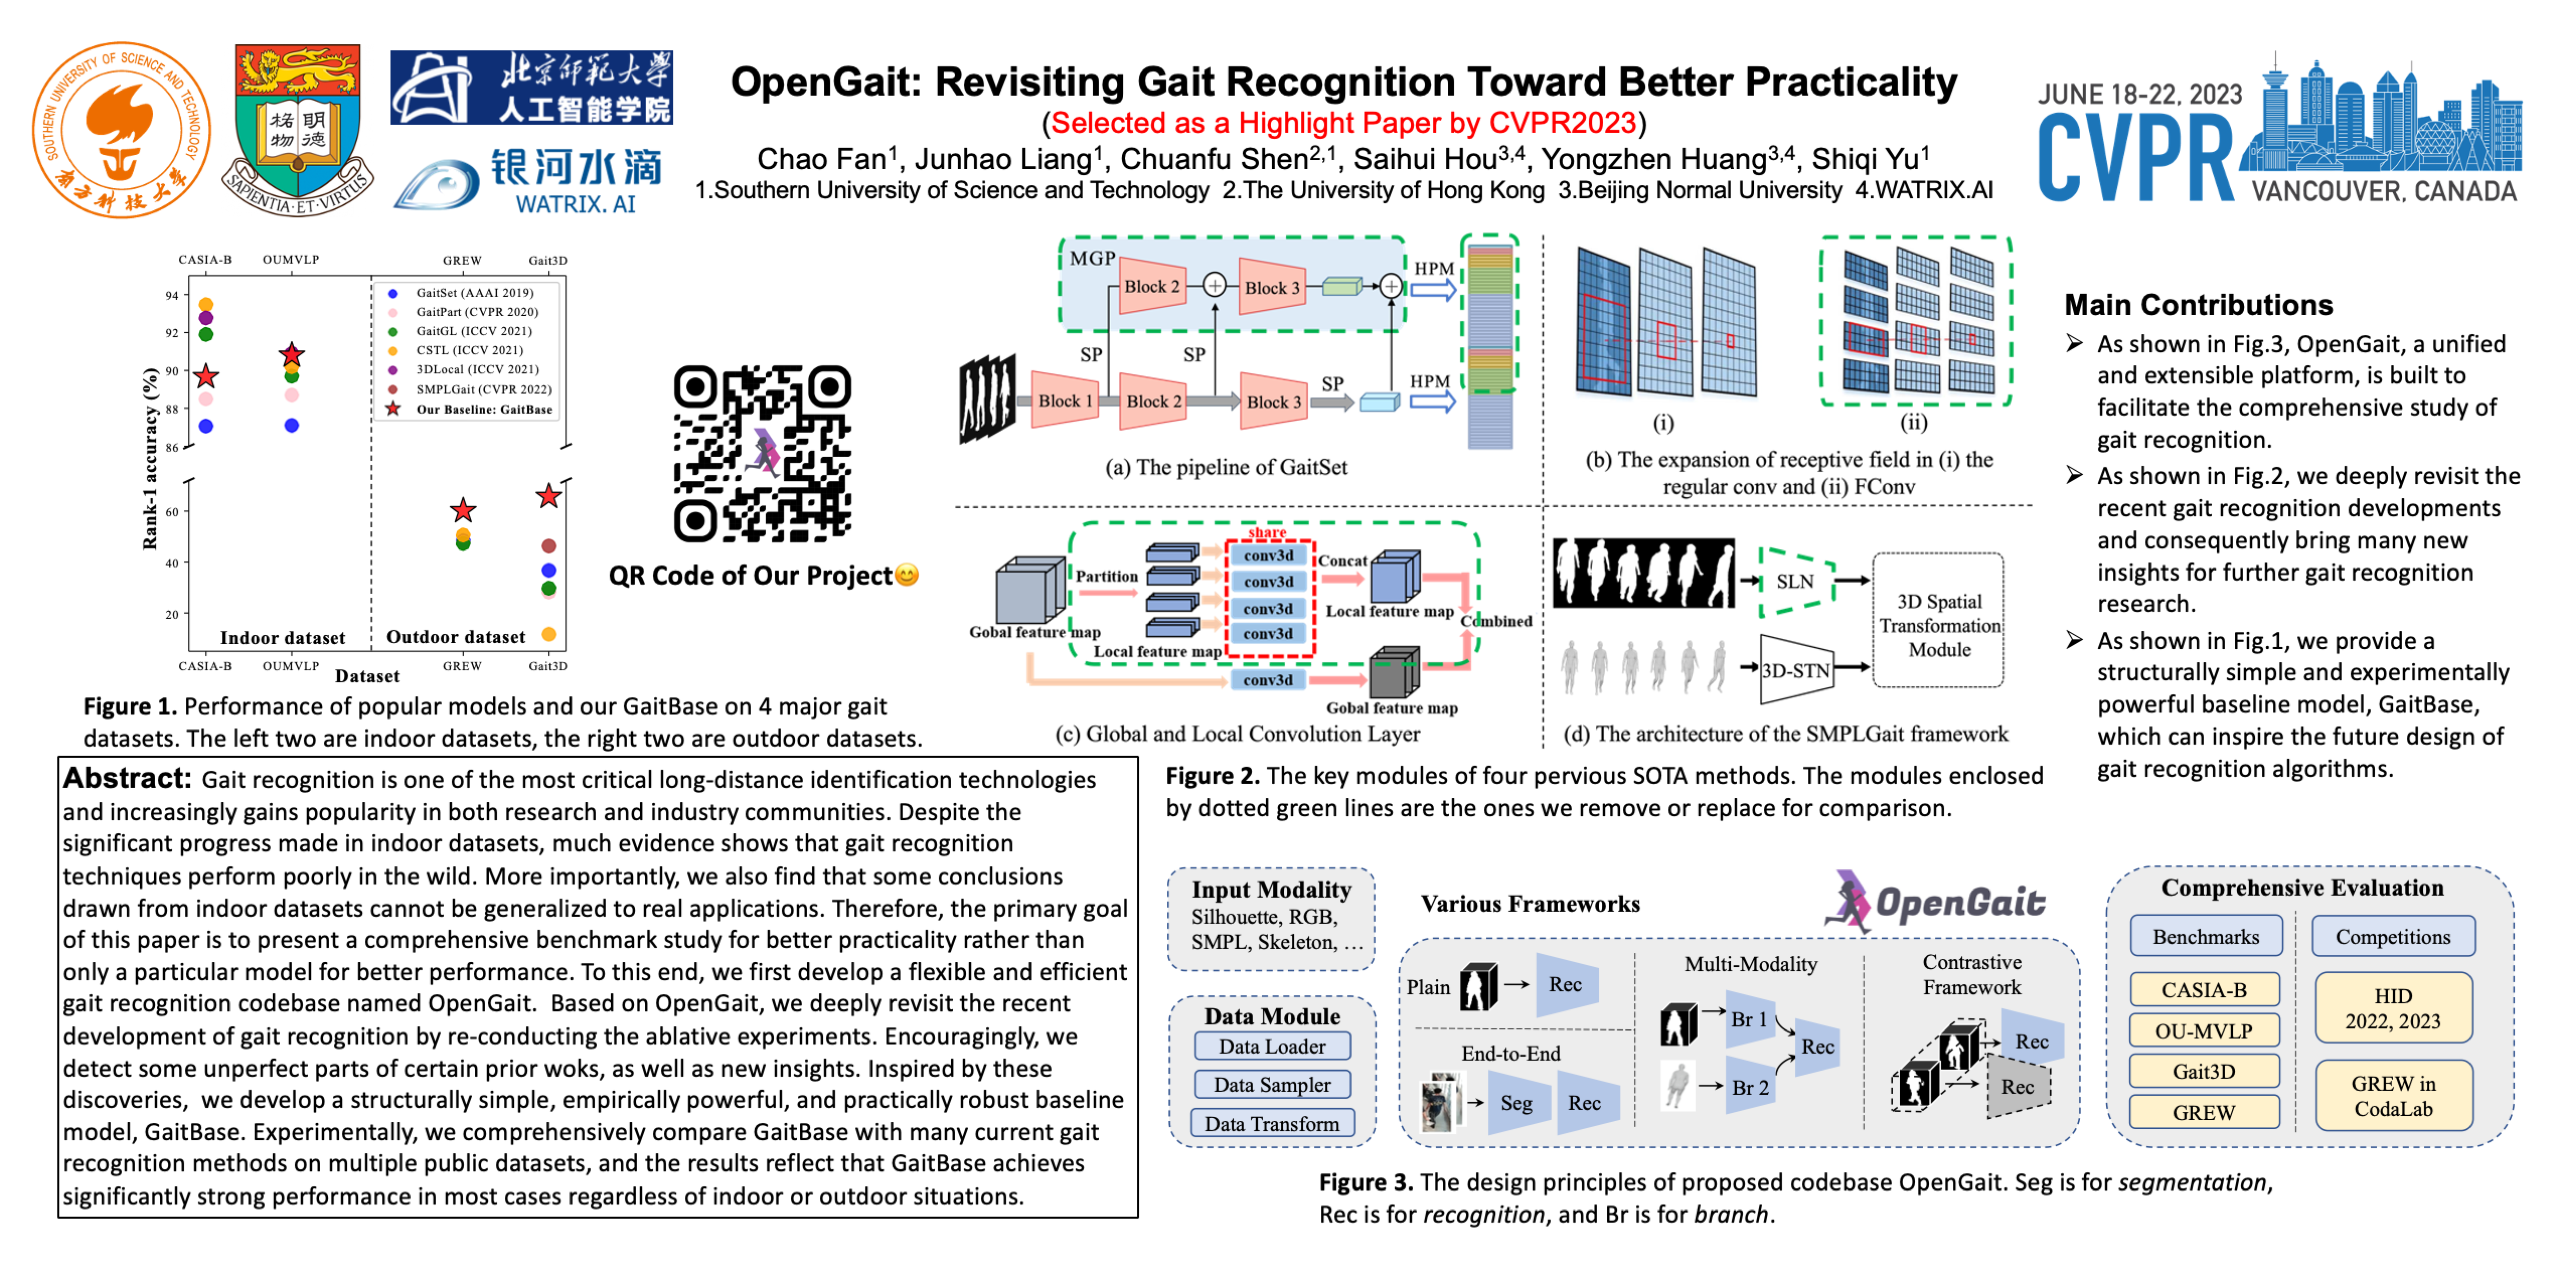 SOUTHERN UNIVERSITY OF SCIENCE AND TECHNOLOGY
南方科技大学
格物 明德
SAPIENTIA·ET·VIRTUS
AI
北京师范大学
人工智能学院
银河水滴
WATRIX. AI
OpenGait: Revisiting Gait Recognition Toward Better Practicality
(Selected as a Highlight Paper by CVPR2023)
Chao Fan1, Junhao Liang1, Chuanfu Shen2,1, Saihui Hou3,4, Yongzhen Huang3,4, Shiqi Yu1
1.Southern University of Science and Technology 2.The University of Hong Kong 3.Beijing Normal University 4.WATRIX.AI
JUNE 18-22, 2023
CVPR
VANCOUVER, CANADA
CASIA-B OUMVLP GREW Gait3D
94
92
90
88
86
60
40
20
Rank-1 accuracy (%)
GaitSet (AAAI 2019)
GaitPart (CVPR 2020)
GaitGL (ICCV 2021)
CSTL (ICCV 2021)
3DLocal (ICCV 2021)
SMPLGait (CVPR 2022)
Our Baseline: GaitBase
Indoor dataset Outdoor dataset
CASIA-B OUMVLP GREW Gait3D
Dataset
Figure 1. Performance of popular models and our GaitBase on 4 major gait
datasets. The left two are indoor datasets, the right two are outdoor datasets.
QR Code of Our Project😊
MGP
Block 2
Block 3
HPM
SP
SP
Block 1
Block 2
Block 3
SP
HPM
(a) The pipeline of GaitSet
(i)
(ii)
(b) The expansion of receptive field in (i) the
regular conv and (ii) FConv
share
conv3d
conv3d
conv3d
conv3d
Partition
Concat
Gobal feature map
Local feature map
Local feature map
Combined
conv3d
Gobal feature map
(c) Global and Local Convolution Layer
SLN
3D-STN
3D Spatial
Transformation
Module
(d) The architecture of the SMPLGait framework
Figure 2. The key modules of four pervious SOTA methods. The modules enclosed
by dotted green lines are the ones we remove or replace for comparison.
Main Contributions
➢ As shown in Fig.3, OpenGait, a unified
and extensible platform, is built to
facilitate the comprehensive study of
gait recognition.
➢ As shown in Fig.2, we deeply revisit the
recent gait recognition developments
and consequently bring many new
insights for further gait recognition
research.
➢ As shown in Fig.1, we provide a
structurally simple and experimentally
powerful baseline model, GaitBase,
which can inspire the future design of
gait recognition algorithms.
Abstract: Gait recognition is one of the most critical long-distance identification technologies
and increasingly gains popularity in both research and industry communities. Despite the
significant progress made in indoor datasets, much evidence shows that gait recognition
techniques perform poorly in the wild. More importantly, we also find that some conclusions
drawn from indoor datasets cannot be generalized to real applications. Therefore, the primary goal
of this paper is to present a comprehensive benchmark study for better practicality rather than
only a particular model for better performance. To this end, we first develop a flexible and efficient
gait recognition codebase named OpenGait. Based on OpenGait, we deeply revisit the recent
development of gait recognition by re-conducting the ablative experiments. Encouragingly, we
detect some unperfect parts of certain prior woks, as well as new insights. Inspired by these
discoveries, we develop a structurally simple, empirically powerful, and practically robust baseline
model, GaitBase. Experimentally, we comprehensively compare GaitBase with many current gait
recognition methods on multiple public datasets, and the results reflect that GaitBase achieves
significantly strong performance in most cases regardless of indoor or outdoor situations.
Input Modality
Silhouette, RGB,
SMPL, Skeleton, …
Data Module
Data Loader
Data Sampler
Data Transform
Various Frameworks
OpenGait
Plain
Rec
End-to-End
Seg
Rec
Multi-Modality
Br 1
Br 2
Rec
Contrastive
Framework
Rec
Rec
Comprehensive Evaluation
Benchmarks
CASIA-B
OU-MVLP
Gait3D
GREW
Competitions
HID
2022, 2023
GREW in
CodaLab
Figure 3. The design principles of proposed codebase OpenGait. Seg is for segmentation,
Rec is for recognition, and Br is for branch.